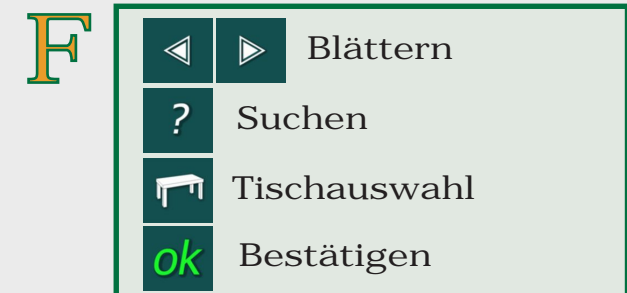 F
Blättern
? Suchen
Tischauswahl
ok Bestätigen